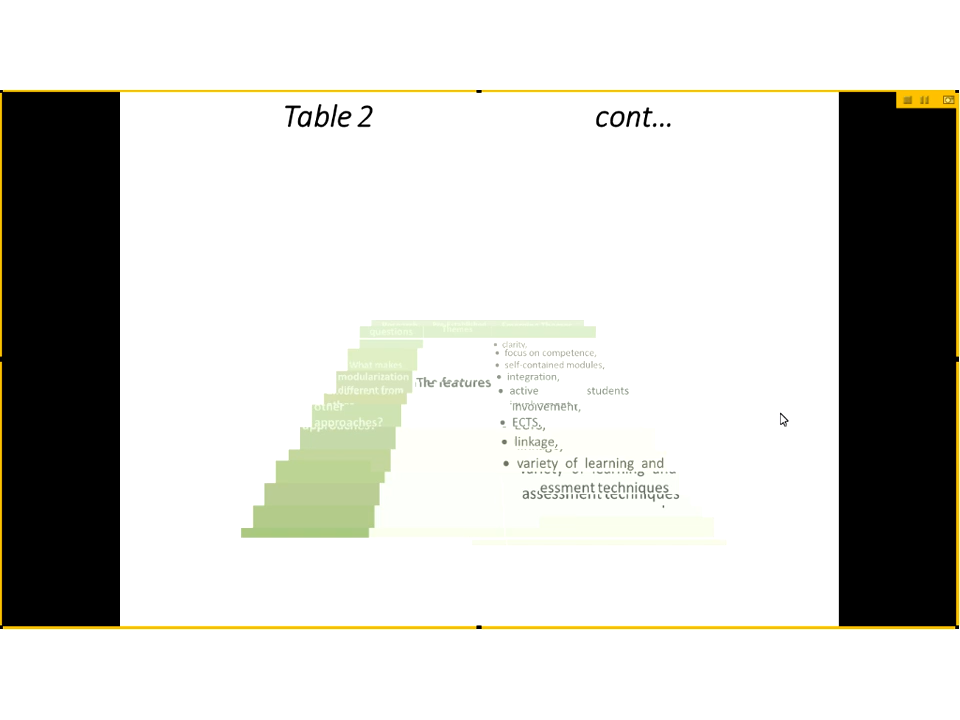 Table 2 cont...
questions
clarity,
focus on competence,
What makes
self-contained modules,
modularization
The features
integration,
different from
active students
other
involvement,
approaches?
ECTS,
linkage,
variety of learning and
assessment techniques